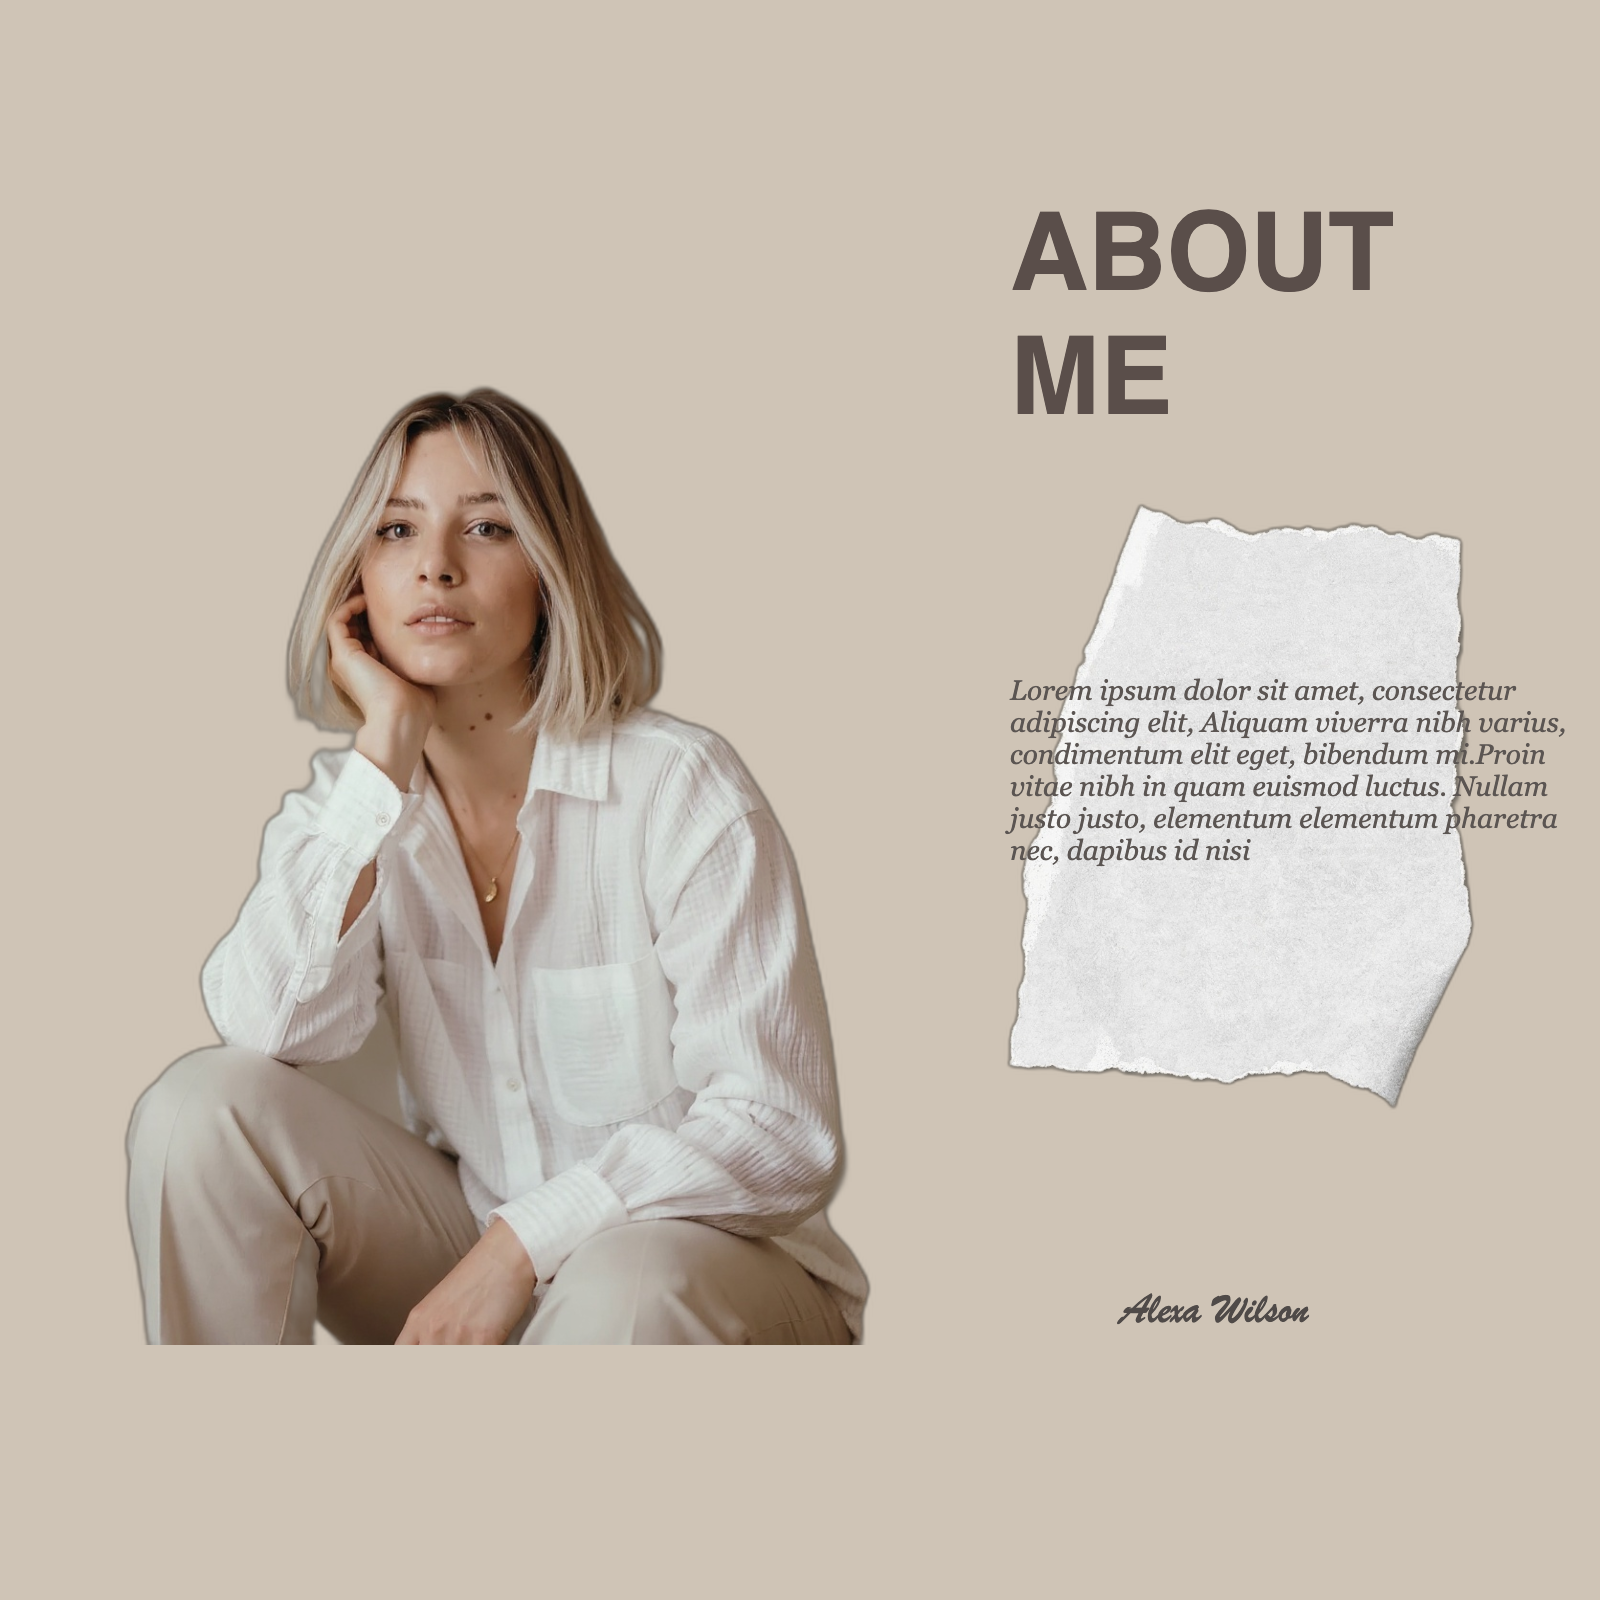 ABOUT
ME
Lorem ipsum dolor sit amet, consectetur
adipiscing elit, Aliquam viverra nibh varius,
condimentum elit eget, bibendum mi.Proin
vitae nibh in quam euismod luctus. Nullam
justo justo, elementum elementum pharetra
nec, dapibus id nisi
Alexa Wilson